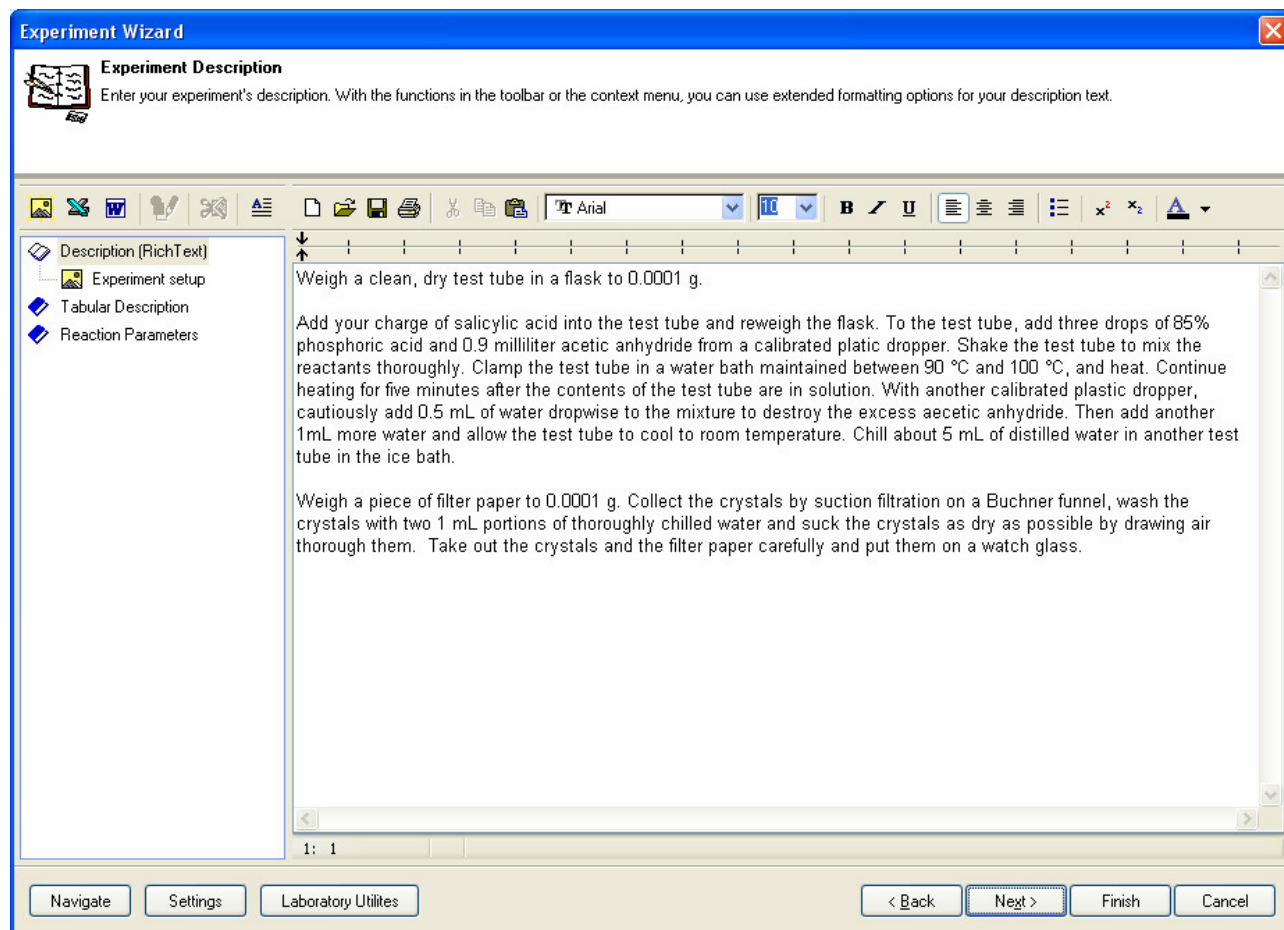 Experiment Wizard
Experiment Description
Enter your experiment's description. With the functions in the toolbar or the context menu, you can use extended formatting options for your description text.
Arial
10
B I U
x² x₂ A
Description (RichText)
Experiment setup
Tabular Description
Reaction Parameters
Weigh a clean, dry test tube in a flask to 0.0001 g.
Add your charge of salicylic acid into the test tube and reweigh the flask. To the test tube, add three drops of 85%
phosphoric acid and 0.9 milliliter acetic anhydride from a calibrated platic dropper. Shake the test tube to mix the
reactants thoroughly. Clamp the test tube in a water bath maintained between 90 °C and 100 °C, and heat. Continue
heating for five minutes after the contents of the test tube are in solution. With another calibrated plastic dropper,
cautiously add 0.5 mL of water dropwise to the mixture to destroy the excess aecetic anhydride. Then add another
1mL more water and allow the test tube to cool to room temperature. Chill about 5 mL of distilled water in another test
tube in the ice bath.
Weigh a piece of filter paper to 0.0001 g. Collect the crystals by suction filtration on a Buchner funnel, wash the
crystals with two 1 mL portions of thoroughly chilled water and suck the crystals as dry as possible by drawing air
thorough them.  Take out the crystals and the filter paper carefully and put them on a watch glass.
1: 1
Navigate
Settings
Laboratory Utilites
< Back
Next >
Finish
Cancel